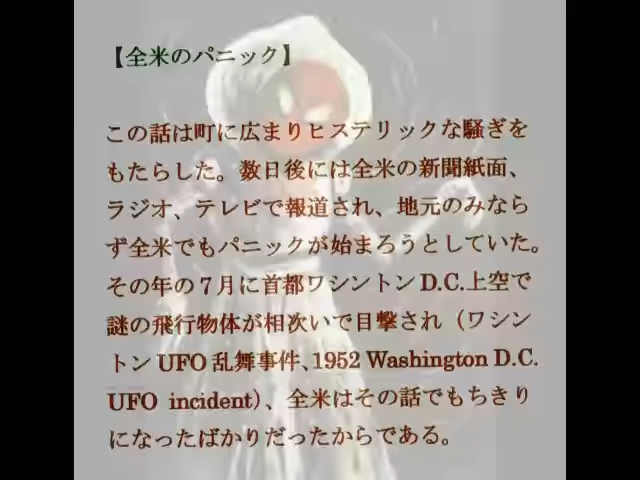 【全米のパニック】
この話は町に広まりヒステリックな騒ぎを
もたらした。数日後には全米の新聞紙面、
ラジオ、テレビで報道され、地元のみなら
ず全米でもパニックが始まろうとしていた。
その年の７月に首都ワシントン D.C.上空で
謎の飛行物体が相次いで目撃され（ワシン
トン UFO 乱舞事件、1952 Washington D.C.
UFO incident）、全米はその話でもちきり
になったばかりだったからである。